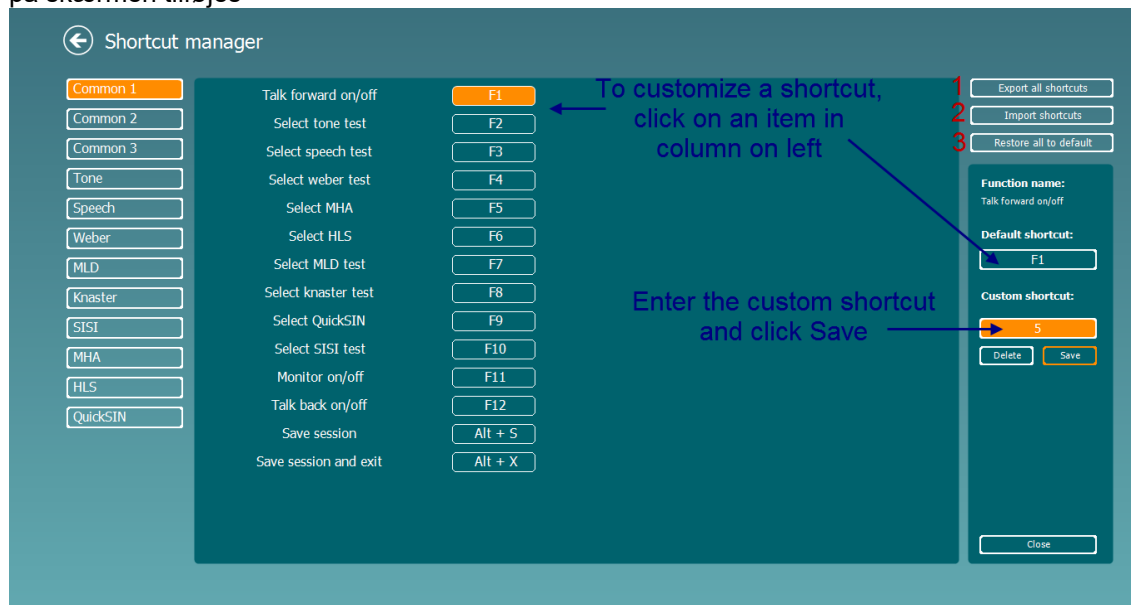 på skærmen tilføjes
Shortcut manager
Common 1
Common 2
Common 3
Tone
Speech
Weber
MLD
Knaster
SISI
MHA
HLS
QuickSIN
Talk forward on/off F1
Select tone test F2
Select speech test F3
Select weber test F4
Select MHA F5
Select HLS F6
Select MLD test F7
Select knaster test F8
Select QuickSIN F9
Select SISI test F10
Monitor on/off F11
Talk back on/off F12
Save session Alt + S
Save session and exit Alt + X
To customize a shortcut,
click on an item in
column on left
Enter the custom shortcut
and click Save
1 Export all shortcuts
2 Import shortcuts
3 Restore all to default
Function name:
Talk forward on/off
Default shortcut:
F1
Custom shortcut:
5
Delete Save
Close